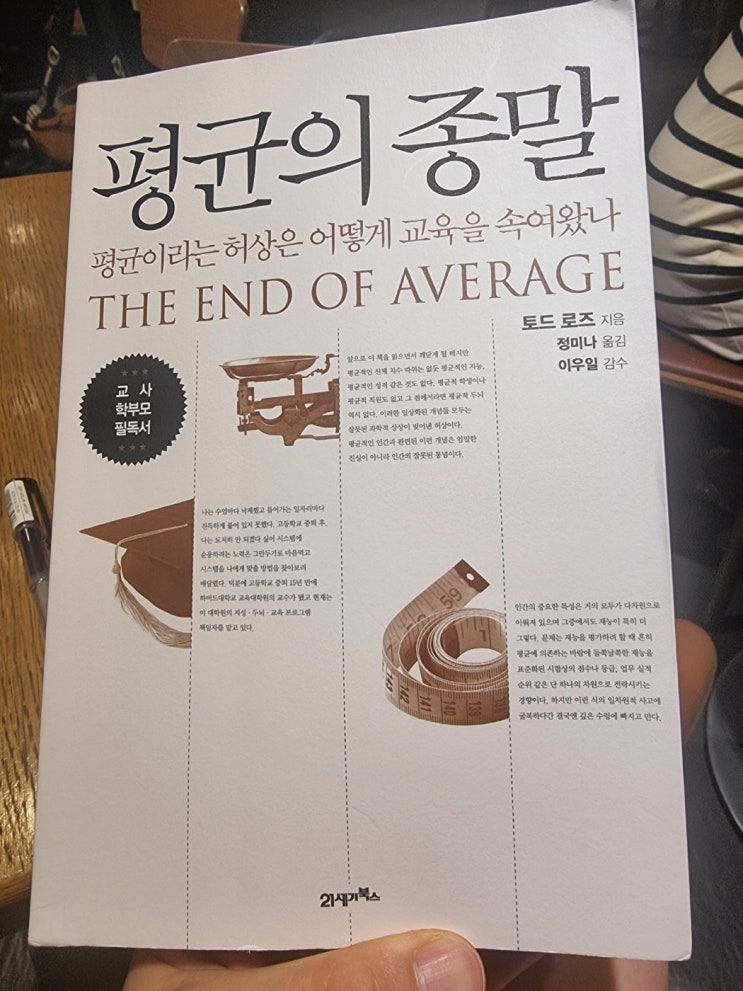 평균의 종말
평균이라는 허상은 어떻게 교육을 속여왔나
THE END OF AVERAGE
토드 로즈 지음
정미나 옮김
이우일 감수
교 사
학부모
필독서
앞으로 이 책을 읽으면서 깨닫게 될 테지만
평균적인 신체 치수 따위는 없듯 평균적인 지능,
평균적인 성격 같은 것도 없다. 평균적 학생이나
평균적 직원도 없고 그 점에서라면 평균적 두뇌
역시 없다. 이러한 일상화된 개념들 모두는
잘못된 과학적 상상이 빚어낸 허상이다.
평균적인 인간과 관련된 이런 개념은 엄밀한
진실이 아니라 인간의 잘못된 통념이다.
나는 수업마다 낙제했고 들어가는 일자리마다
진득하게 붙어 있지 못했다. 고등학교 중퇴 후,
나는 도저히 안 되겠다 싶어 시스템에
순응하려는 노력은 그만두기로 마음먹고
시스템을 나에게 맞출 방법을 찾아보려
애썼다. 덕분에 고등학교 중퇴 15년 만에
하버드대학교 교육대학원의 교수가 됐고 현재는
이 대학원의 지성·두뇌·교육 프로그램
책임자를 맡고 있다.
인간의 중요한 특성은 거의 모두가 다차원으로
이뤄져 있으며 그중에서도 재능이 특히 더
그렇다. 문제는 재능을 평가하려 할 때 흔히
평균에 의존하는 바람에 들쭉날쭉한 재능을
표준화된 시험상의 점수나 등급, 업무 실적
순위 같은 단 하나의 차원으로 전락시키는
경향이다. 하지만 이런 식의 일차원적 사고에
굴복하다간 결국엔 깊은 수렁에 빠지고 만다.
59
142
141
140
139
21세기북스